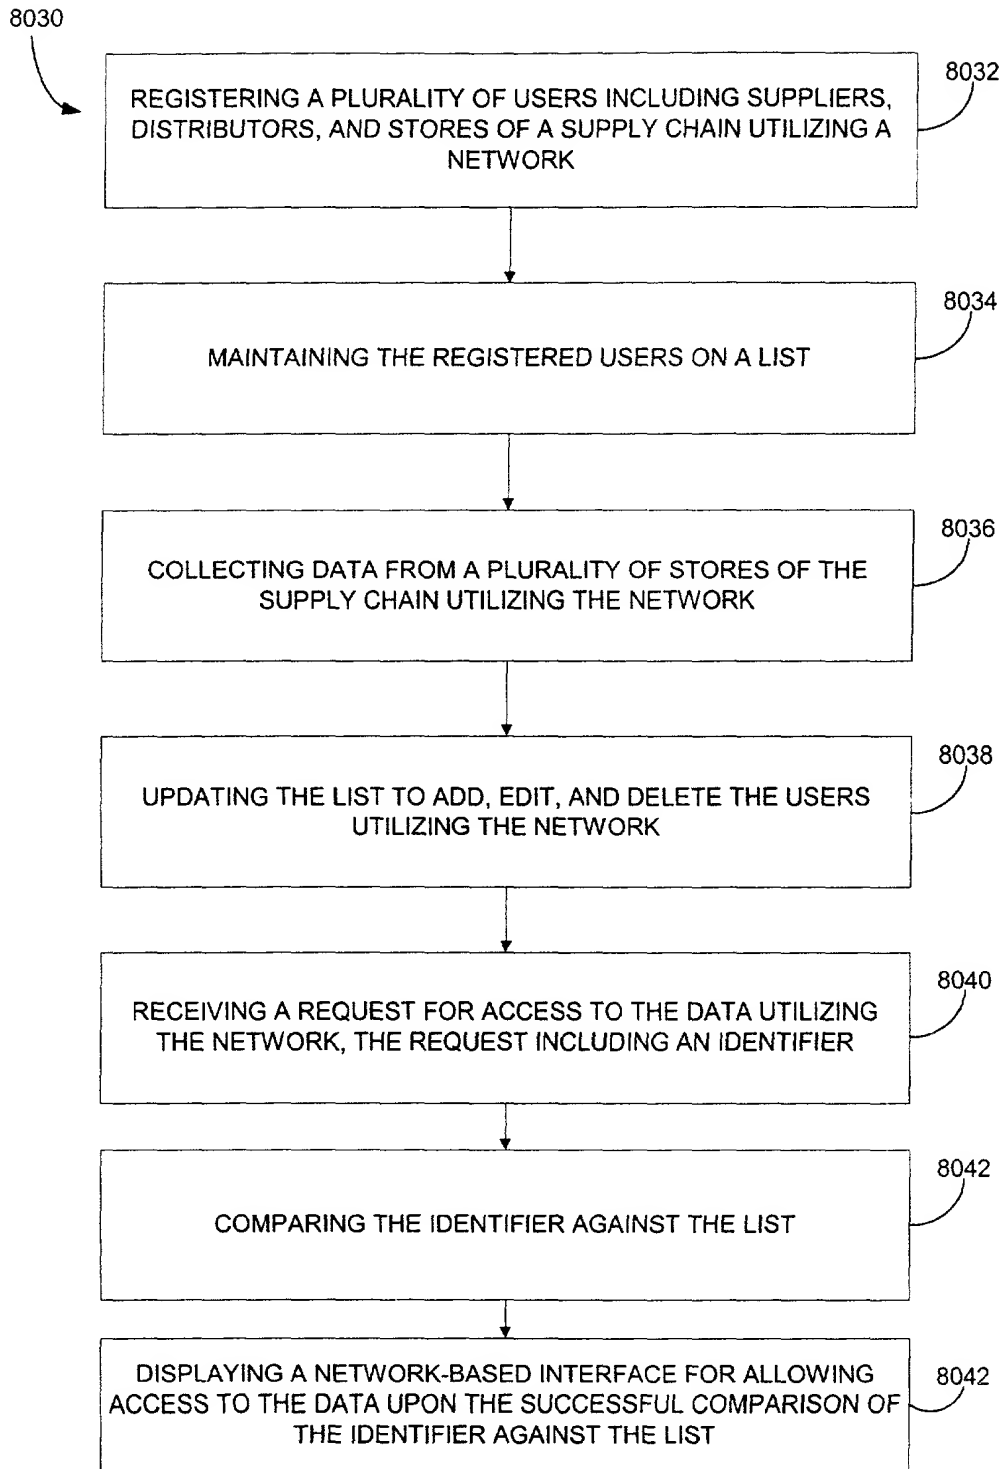 8030
8032
REGISTERING A PLURALITY OF USERS INCLUDING SUPPLIERS,
DISTRIBUTORS, AND STORES OF A SUPPLY CHAIN UTILIZING A
NETWORK
8034
MAINTAINING THE REGISTERED USERS ON A LIST
8036
COLLECTING DATA FROM A PLURALITY OF STORES OF THE
SUPPLY CHAIN UTILIZING THE NETWORK
8038
UPDATING THE LIST TO ADD, EDIT, AND DELETE THE USERS
UTILIZING THE NETWORK
8040
RECEIVING A REQUEST FOR ACCESS TO THE DATA UTILIZING
THE NETWORK, THE REQUEST INCLUDING AN IDENTIFIER
8042
COMPARING THE IDENTIFIER AGAINST THE LIST
8042
DISPLAYING A NETWORK-BASED INTERFACE FOR ALLOWING
ACCESS TO THE DATA UPON THE SUCCESSFUL COMPARISON OF
THE IDENTIFIER AGAINST THE LIST